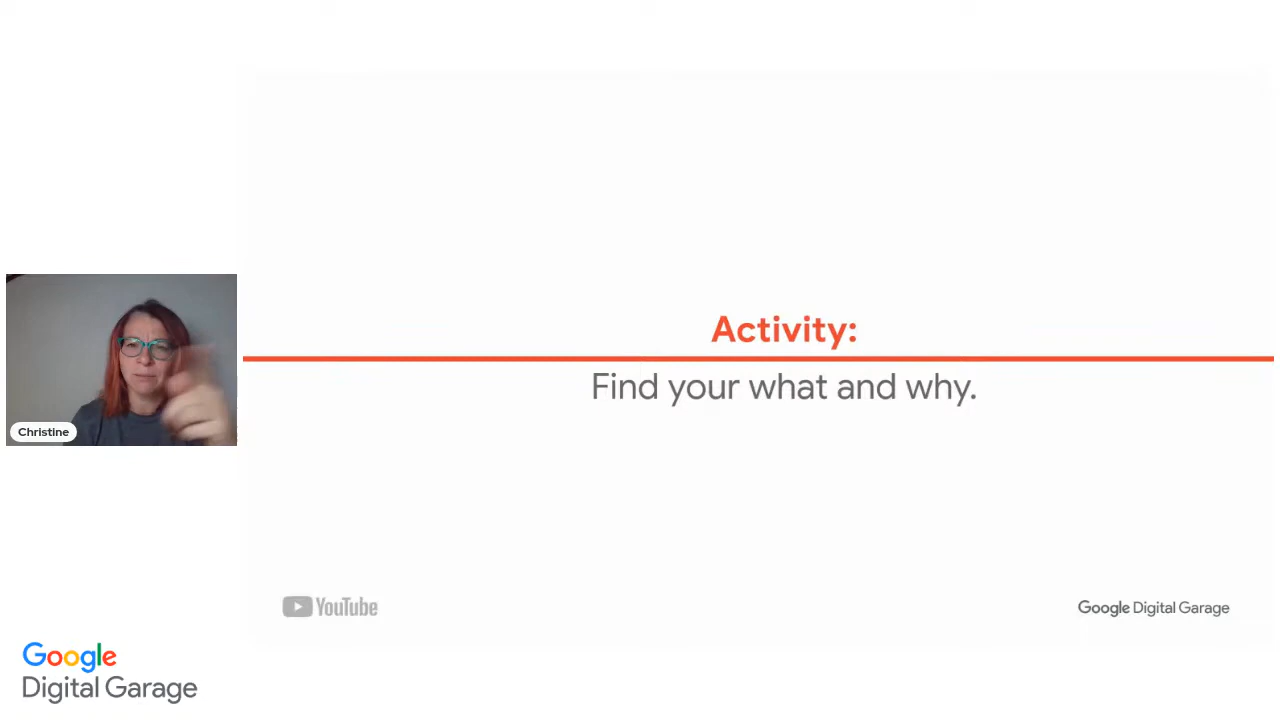 Activity:
Find your what and why.
Christine
YouTube
Google Digital Garage
Google
Digital Garage